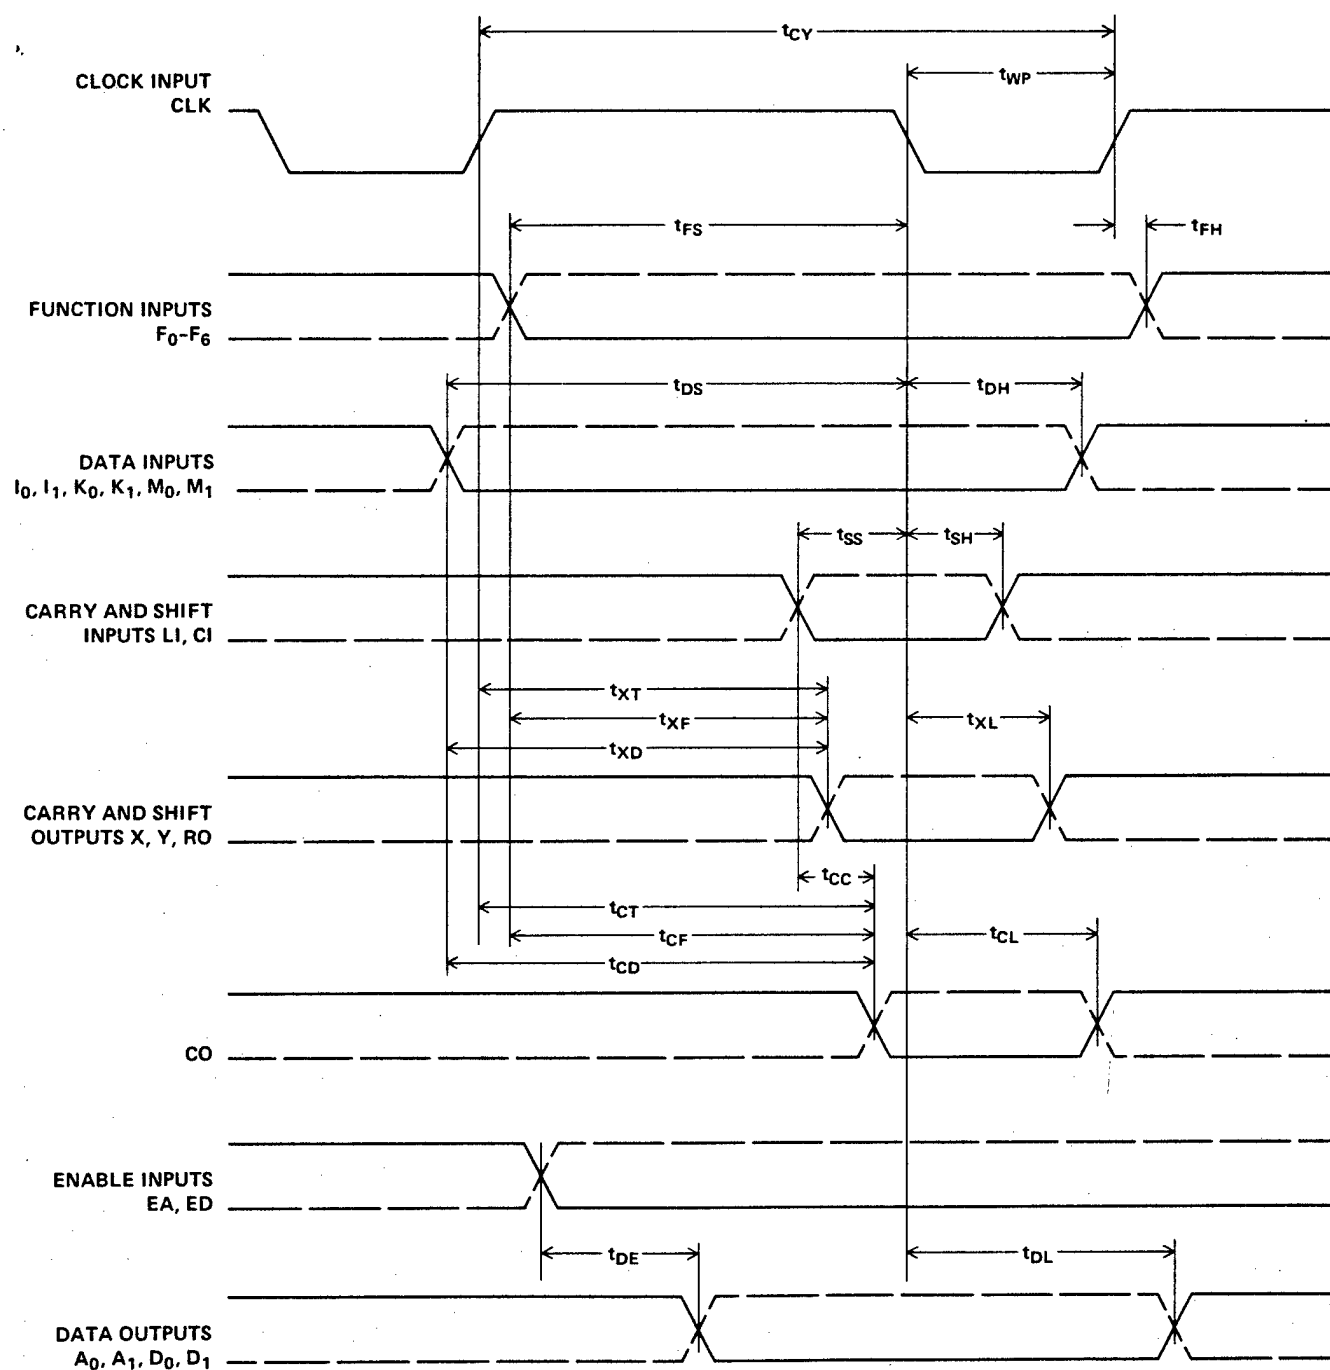 tCY
tWP
CLOCK INPUT
CLK
tFS
tFH
FUNCTION INPUTS
F0–F6
tDS
tDH
DATA INPUTS
I0, I1, K0, K1, M0, M1
tSS
tSH
CARRY AND SHIFT
INPUTS LI, CI
tXT
tXF
tXL
tXD
CARRY AND SHIFT
OUTPUTS X, Y, RO
tCC
tCT
tCF
tCL
tCD
CO
ENABLE INPUTS
EA, ED
tDE
tDL
DATA OUTPUTS
A0, A1, D0, D1